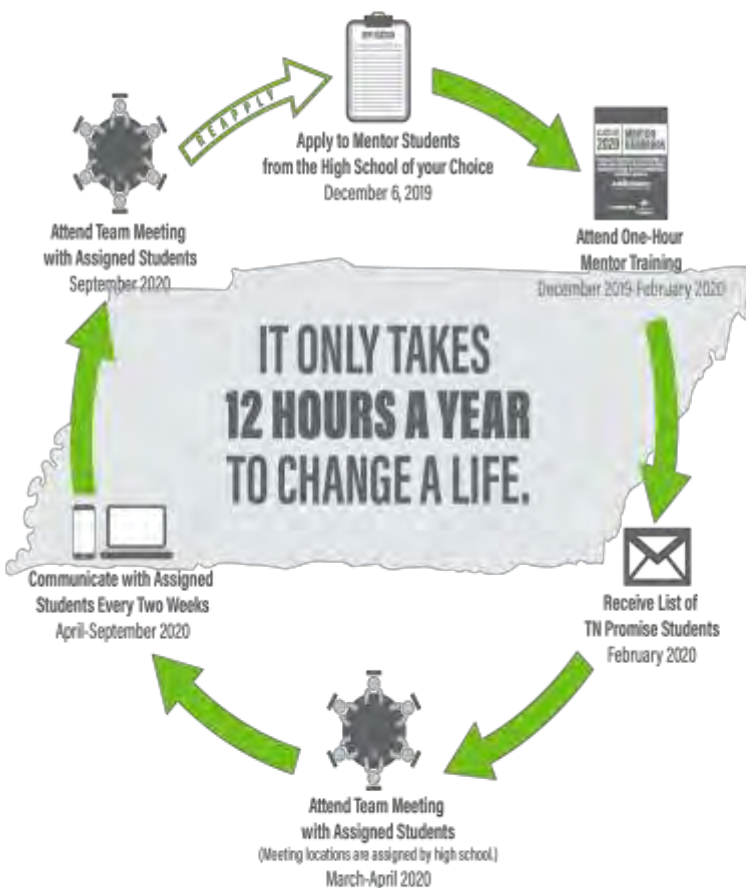 Apply to Mentor Students
from the High School of your Choice
December 6, 2019
2020
Attend One-Hour
Mentor Training
December 2019-February 2020
Receive List of
TN Promise Students
February 2020
Attend Team Meeting
with Assigned Students
(Meeting locations are assigned by high school.)
March-April 2020
Communicate with Assigned
Students Every Two Weeks
April-September 2020
Attend Team Meeting
with Assigned Students
September 2020
REAPPLY
IT ONLY TAKES
12 HOURS A YEAR
TO CHANGE A LIFE.